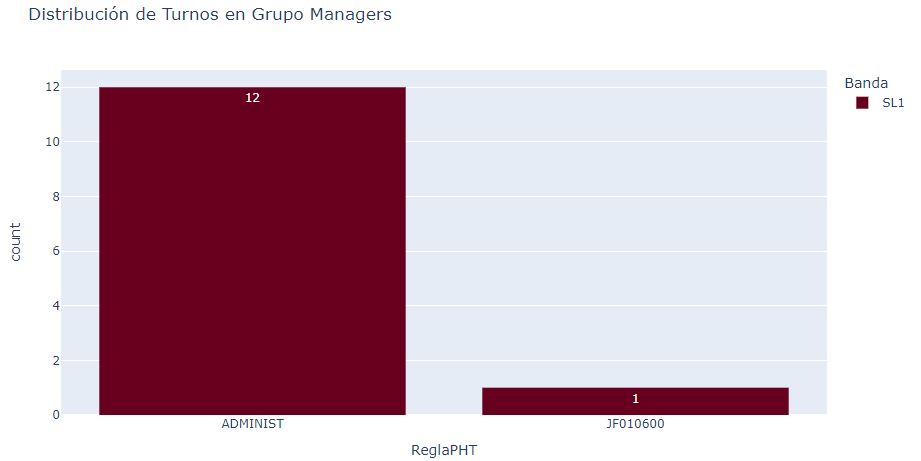 Distribución de Turnos en Grupo Managers
Banda
SL1
count
12
10
8
6
4
2
0
12
1
ADMINIST
JF010600
ReglaPHT